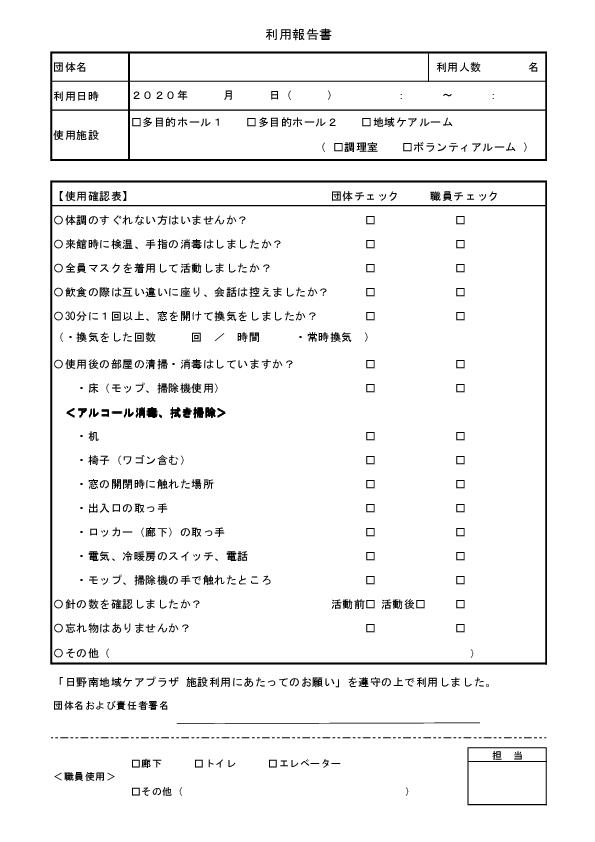 利用報告書
団体名 利用人数 名
利用日時 ２０２０年 月 日（ ） ： ～ ：
使用施設 □多目的ホール１ □多目的ホール２ □地域ケアルーム
（ □調理室 □ボランティアルーム ）
【使用確認表】 団体チェック 職員チェック
○体調のすぐれない方はいませんか？ □ □
○来館時に検温、手指の消毒はしましたか？ □ □
○全員マスクを着用して活動しましたか？ □ □
○飲食の際は互い違いに座り、会話は控えましたか？ □ □
○30分に１回以上、窓を開けて換気をしましたか？ □ □
（・換気をした回数 回 ／ 時間 ・常時換気 ）
○使用後の部屋の清掃・消毒はしていますか？ □ □
・床（モップ、掃除機使用） □ □
＜アルコール消毒、拭き掃除＞
・机 □ □
・椅子（ワゴン含む） □ □
・窓の開閉時に触れた場所 □ □
・出入口の取っ手 □ □
・ロッカー（廊下）の取っ手 □ □
・電気、冷暖房のスイッチ、電話 □ □
・モップ、掃除機の手で触れたところ □ □
○針の数を確認しましたか？ 活動前□ 活動後□ □
○忘れ物はありませんか？ □ □
○その他（ ）
「日野南地域ケアプラザ 施設利用にあたってのお願い」を遵守の上で利用しました。
団体名および責任者署名
＜職員使用＞ □廊下 □トイレ □エレベーター
□その他（ ）
担 当